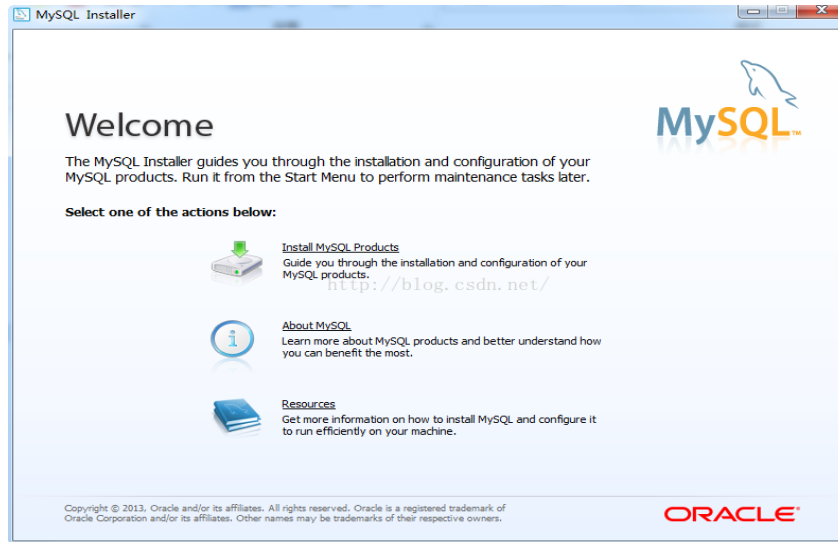 MySQL Installer
MySQL™
Welcome
The MySQL Installer guides you through the installation and configuration of your
MySQL products. Run it from the Start Menu to perform maintenance tasks later.
Select one of the actions below:
Install MySQL Products
Guide you through the installation and configuration of your
MySQL products.
http://blog.csdn.net/
About MySQL
Learn more about MySQL products and better understand how
you can benefit the most.
Resources
Get more information on how to install MySQL and configure it
to run efficiently on your machine.
Copyright © 2013, Oracle and/or its affiliates. All rights reserved. Oracle is a registered trademark of
Oracle Corporation and/or its affiliates. Other names may be trademarks of their respective owners.
ORACLE